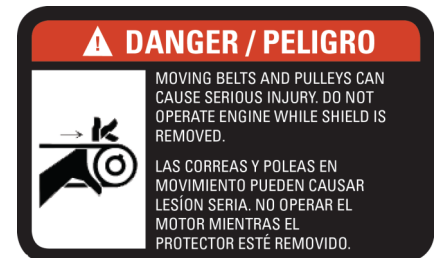 DANGER / PELIGRO
MOVING BELTS AND PULLEYS CAN
CAUSE SERIOUS INJURY. DO NOT
OPERATE ENGINE WHILE SHIELD IS
REMOVED.
LAS CORREAS Y POLEAS EN
MOVIMIENTO PUEDEN CAUSAR
LESÍON SERIA. NO OPERAR EL
MOTOR MIENTRAS EL
PROTECTOR ESTÉ REMOVIDO.